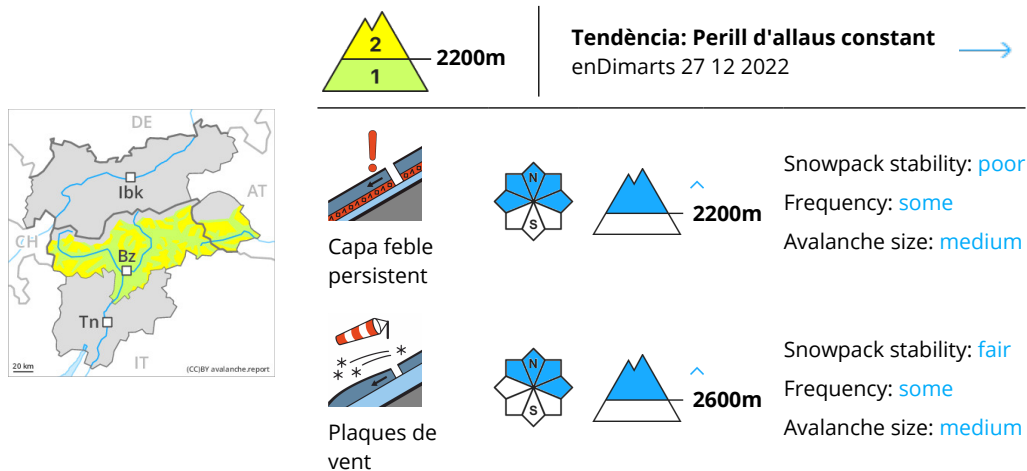 2
1
2200m
Tendència: Perill d'allaus constant
enDimarts 27 12 2022
DE
Ibk
AT
CH
Bz
Tn
IT
20 km
(CC)BY avalanche.report
N
S
2200m
Snowpack stability: poor
Frequency: some
Avalanche size: medium
Capa feble
persistent
N
S
2600m
Snowpack stability: fair
Frequency: some
Avalanche size: medium
Plaques de
vent